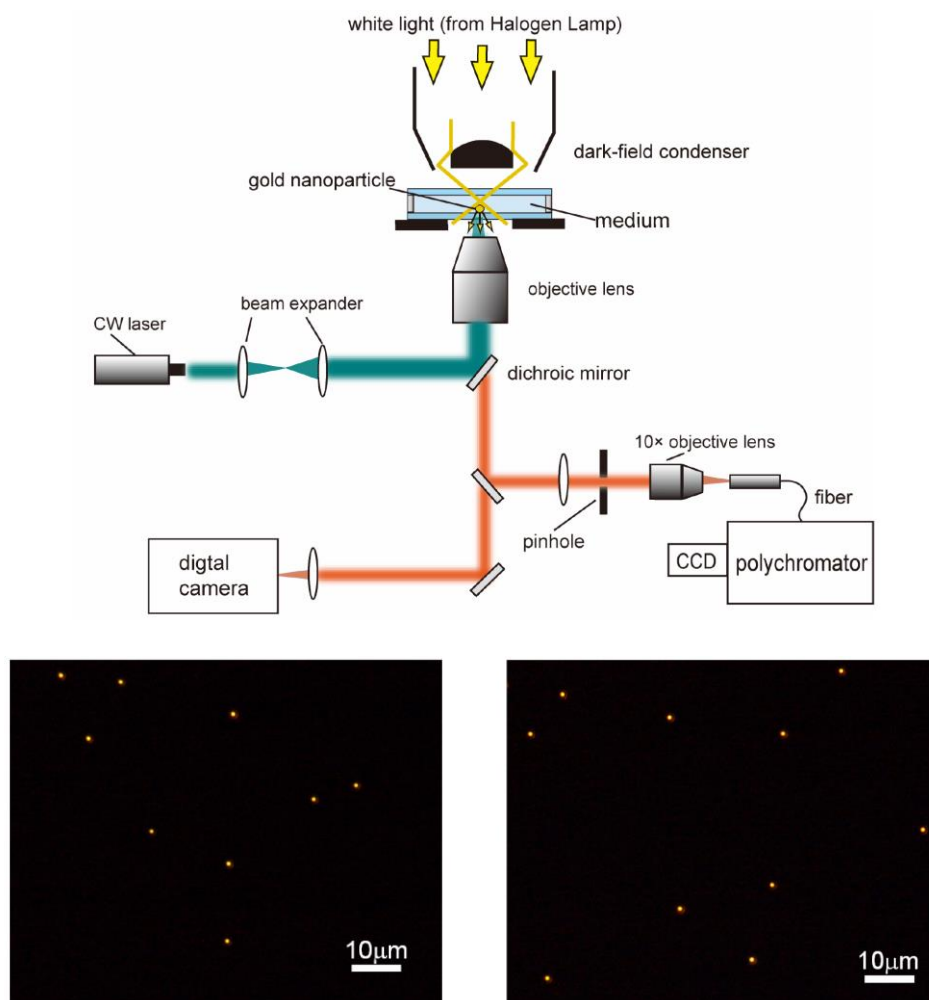 white light (from Halogen Lamp)
dark-field condenser
gold nanoparticle
medium
objective lens
beam expander
CW laser
dichroic mirror
10× objective lens
fiber
pinhole
CCD
polychromator
digtal
camera
10μm
10μm